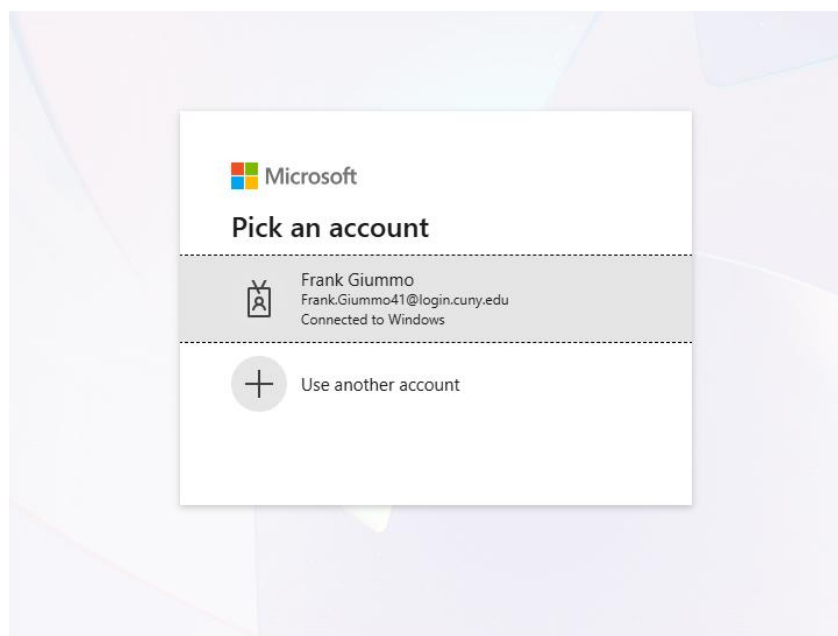 Microsoft
Pick an account
Frank Giummo
Frank.Giummo41@login.cuny.edu
Connected to Windows
Use another account